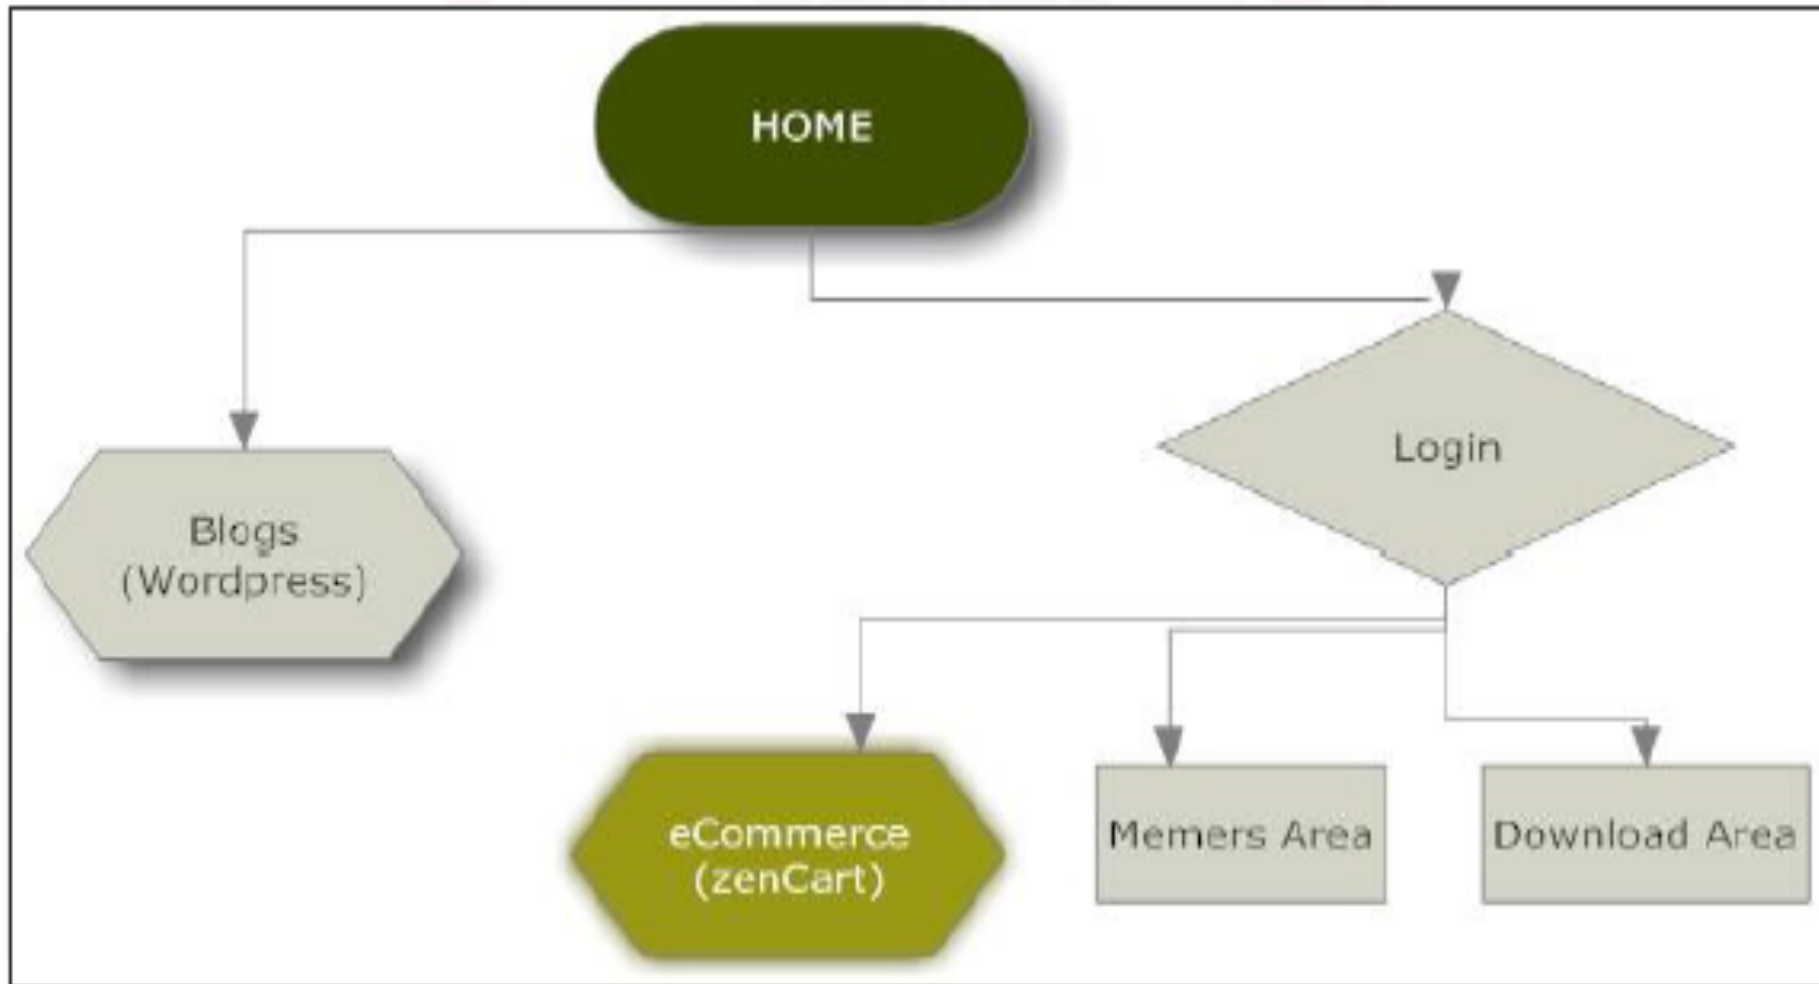 HOME
Login
Blogs
(Wordpress)
eCommerce
(zenCart)
Memers Area
Download Area